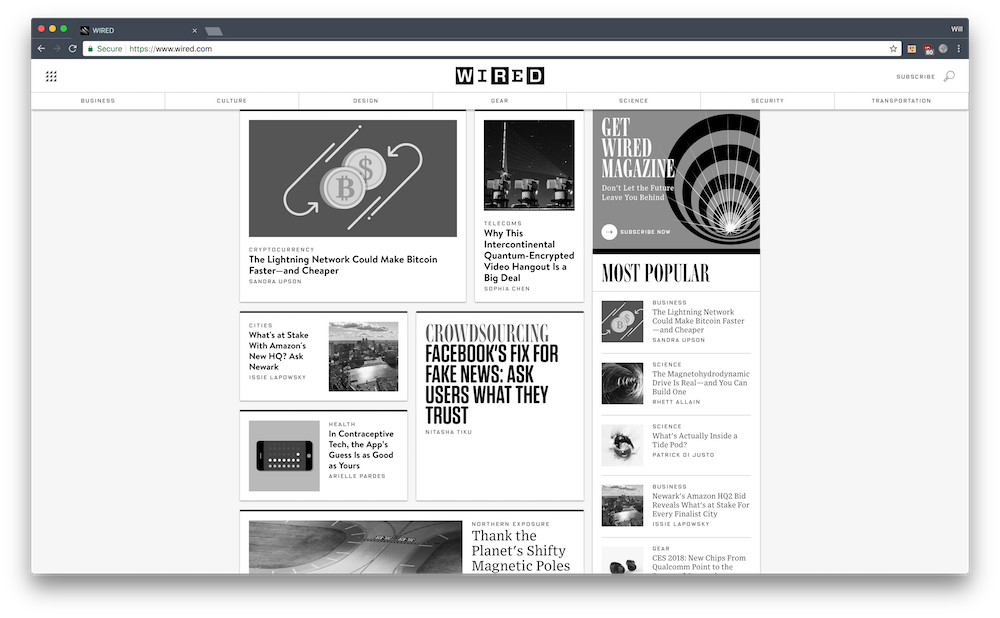 WIRED
Will
Secure
https://www.wired.com
WIRED
SUBSCRIBE
BUSINESS
CULTURE
DESIGN
GEAR
SCIENCE
SECURITY
TRANSPORTATION
CRYPTOCURRENCY
The Lightning Network Could Make Bitcoin
Faster—and Cheaper
SANDRA UPSON
TELECOMS
Why This
Intercontinental
Quantum-Encrypted
Video Hangout Is a
Big Deal
SOPHIA CHEN
CITIES
What's at Stake
With Amazon's
New HQ? Ask
Newark
ISSIE LAPOWSKY
CROWDSOURCING
FACEBOOK'S FIX FOR
FAKE NEWS: ASK
USERS WHAT THEY
TRUST
NITASHA TIKU
HEALTH
In Contraceptive
Tech, the App's
Guess Is as Good
as Yours
ARIELLE PARDES
NORTHERN EXPOSURE
Thank the
Planet's Shifty
Magnetic Poles
GET
WIRED
MAGAZINE
Don't Let the Future
Leave You Behind
SUBSCRIBE NOW
MOST POPULAR
BUSINESS
The Lightning Network
Could Make Bitcoin Faster
—and Cheaper
SANDRA UPSON
SCIENCE
The Magnetohydrodynamic
Drive Is Real—and You Can
Build One
RHETT ALLAIN
SCIENCE
What's Actually Inside a
Tide Pod?
PATRICK DI JUSTO
BUSINESS
Newark's Amazon HQ2 Bid
Reveals What's at Stake For
Every Finalist City
ISSIE LAPOWSKY
GEAR
CES 2018: New Chips From
Qualcomm Point to the